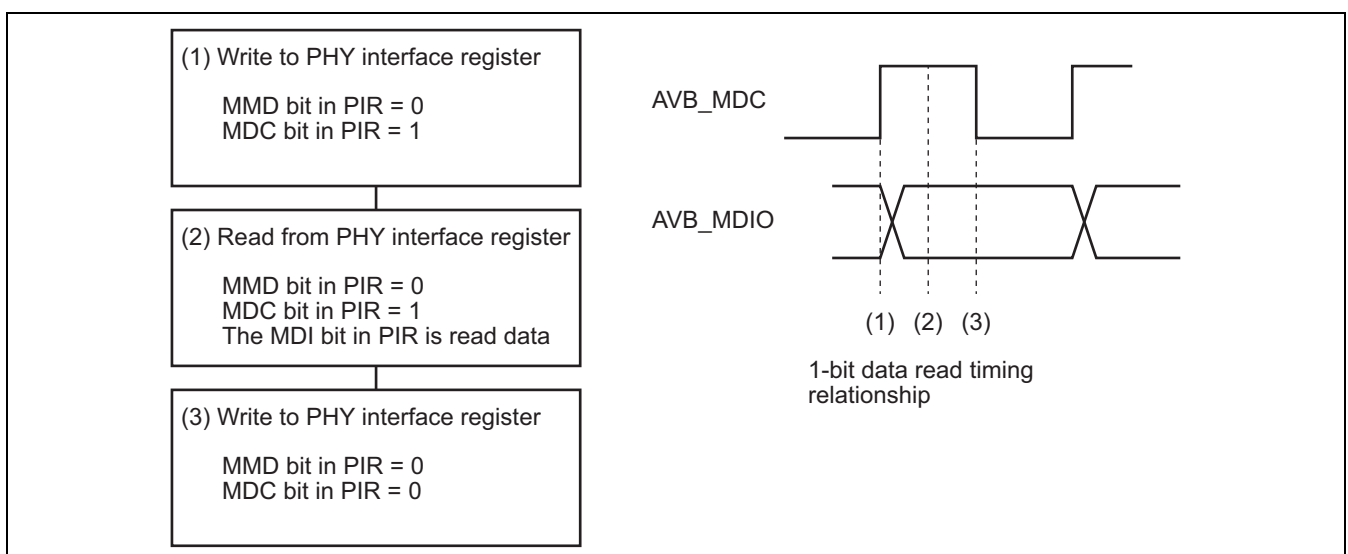 (1) Write to PHY interface register
MMD bit in PIR = 0
MDC bit in PIR = 1
(2) Read from PHY interface register
MMD bit in PIR = 0
MDC bit in PIR = 1
The MDI bit in PIR is read data
(3) Write to PHY interface register
MMD bit in PIR = 0
MDC bit in PIR = 0
AVB_MDC
AVB_MDIO
(1) (2) (3)
1-bit data read timing
relationship